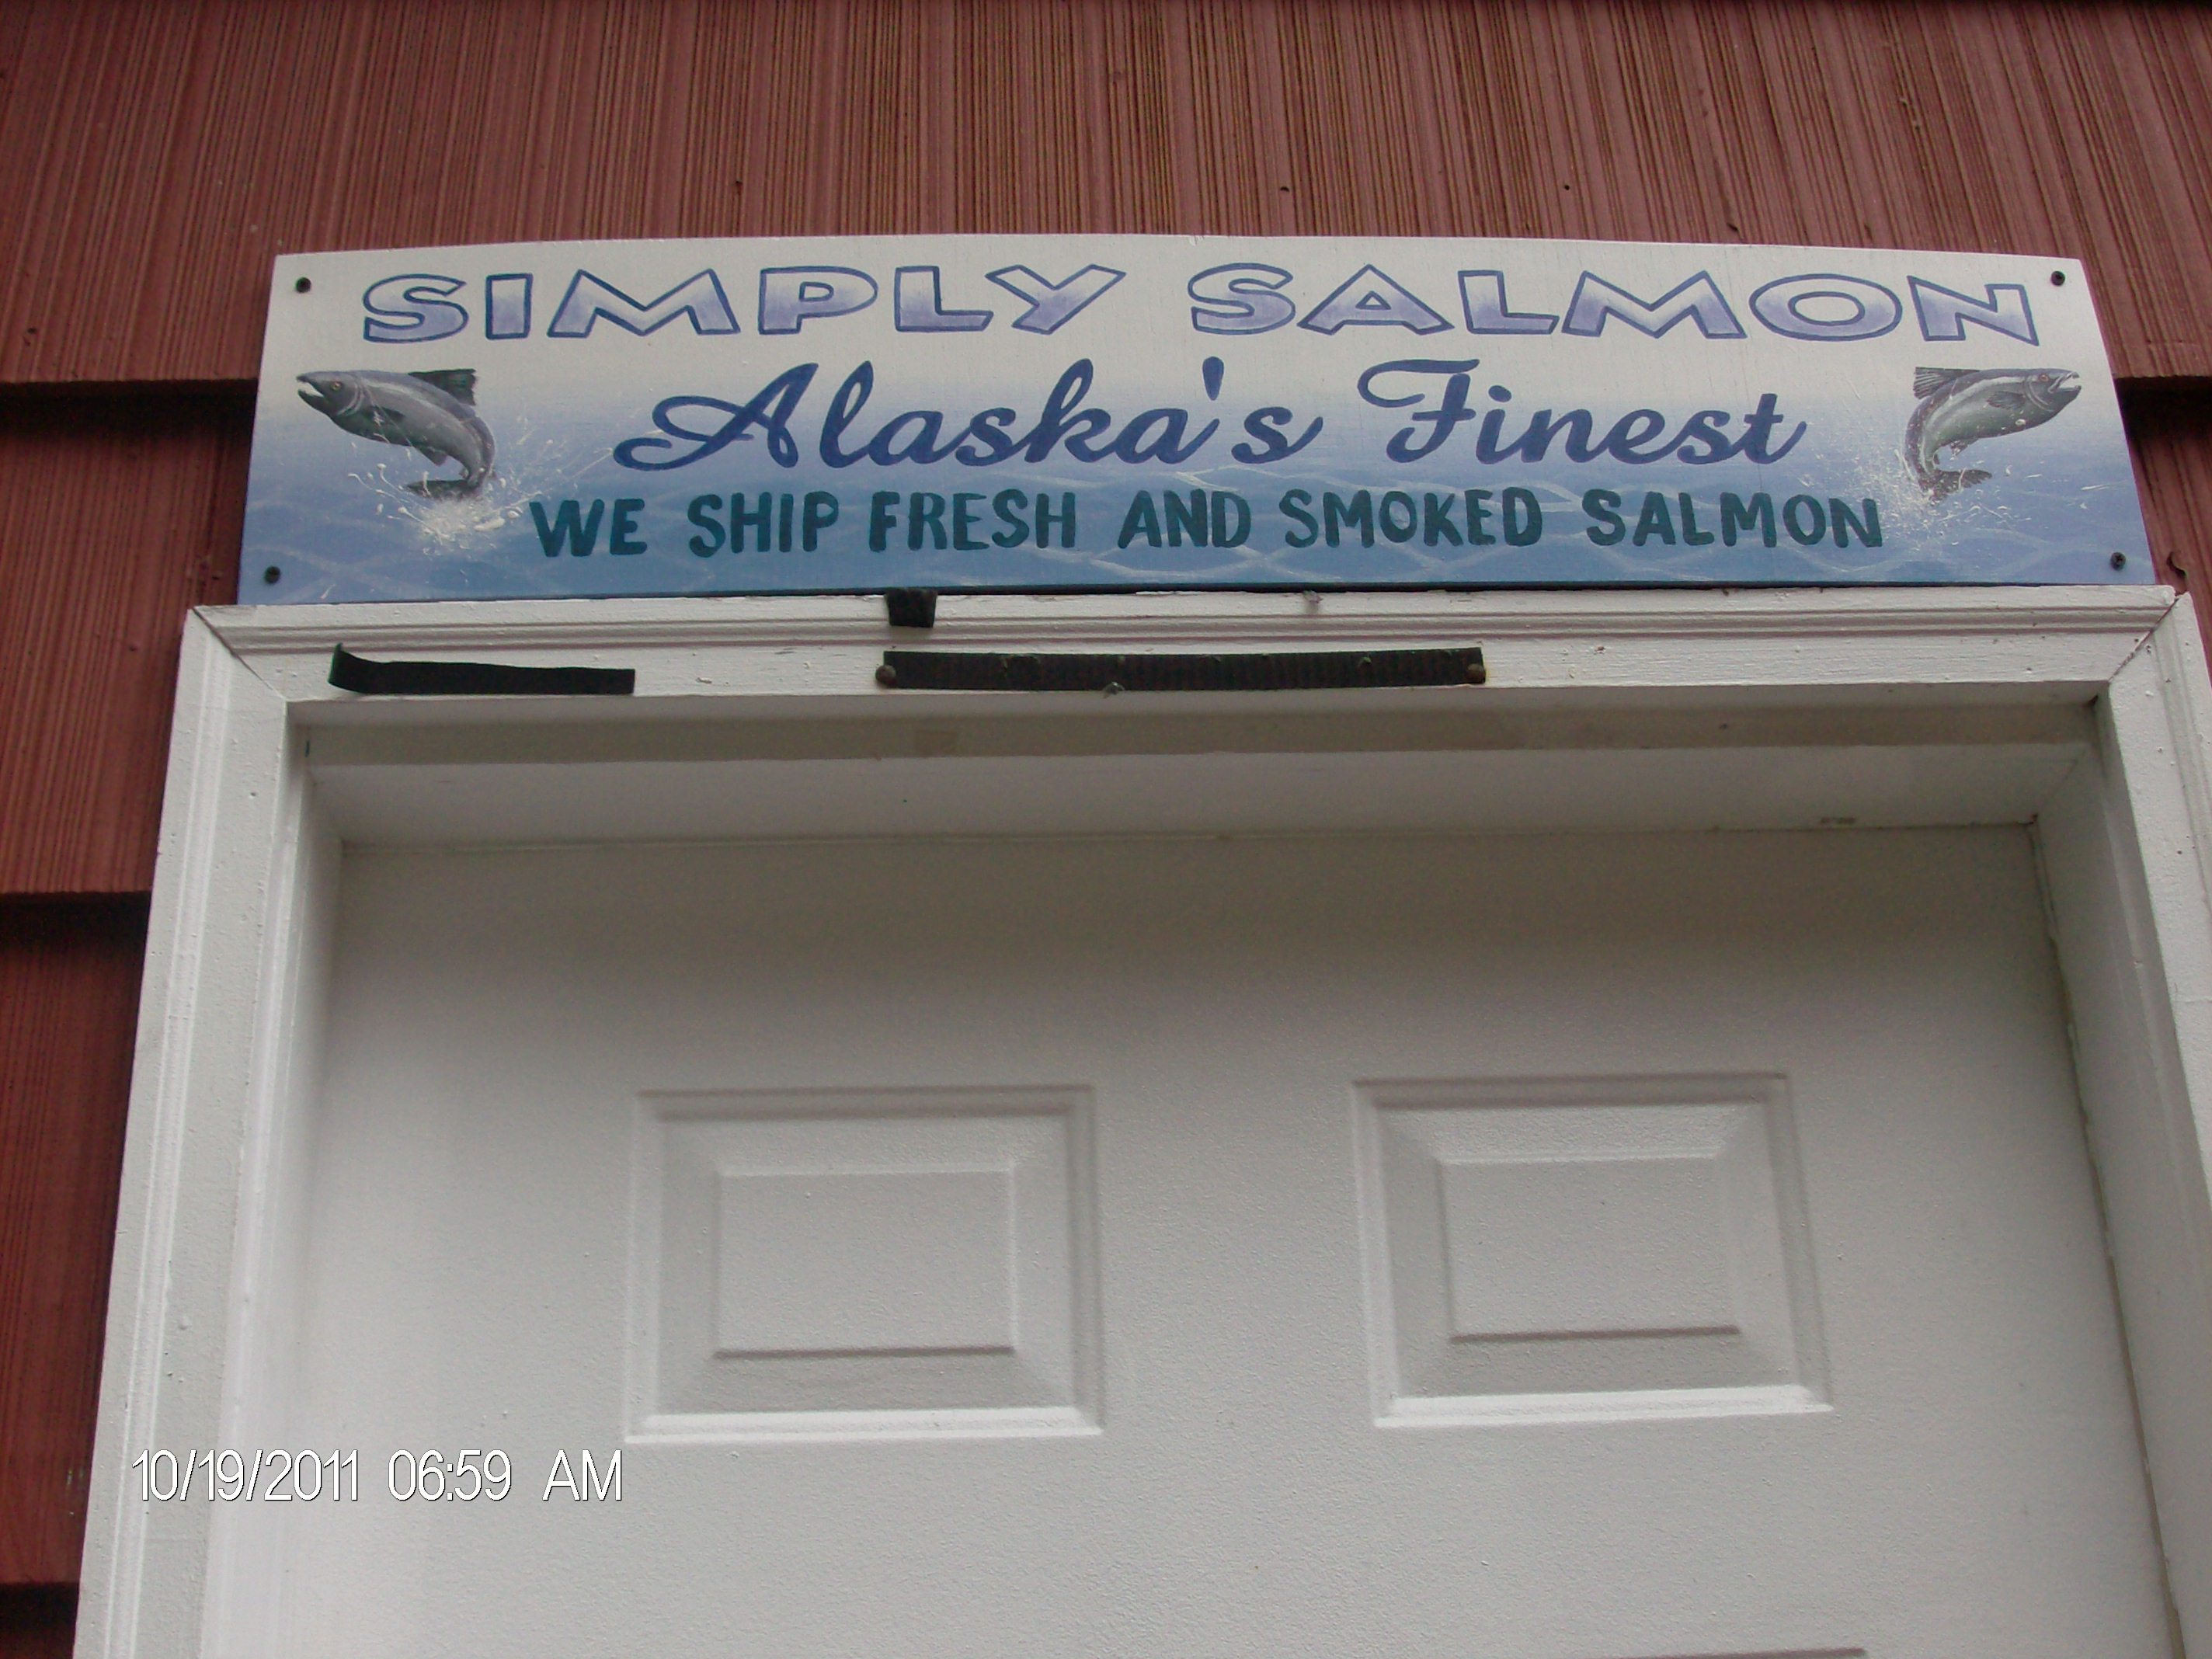 SIMPLY SALMON
Alaska's Finest
WE SHIP FRESH AND SMOKED SALMON
10/19/2011 06:59 AM